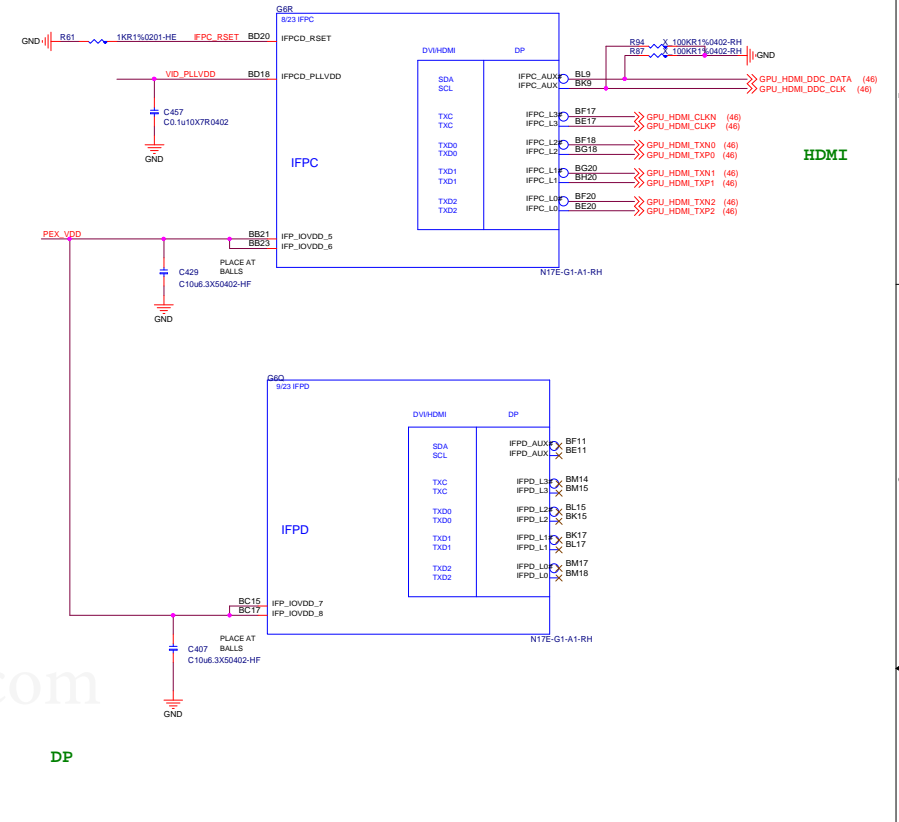 G6R
8/23 IFPC
GND R61 1KR1%0201-HE IFPC_RSET BD20 IFPCD_RSET
VID_PLLVDD BD18 IFPCD_PLLVDD
C457
C0.1u10X7R0402
GND
DVI/HDMI DP
SDA IFPC_AUX# BL9
SCL IFPC_AUX BK9
TXC IFPC_L3# BF17
TXC IFPC_L3 BE17
TXD0 IFPC_L2# BF18
TXD0 IFPC_L2 BG18
TXD1 IFPC_L1# BG20
TXD1 IFPC_L1 BH20
TXD2 IFPC_L0# BF20
TXD2 IFPC_L0 BE20
IFPC
R94 X_100KR1%0402-RH
R87 X_100KR1%0402-RH
GND
GPU_HDMI_DDC_DATA (46)
GPU_HDMI_DDC_CLK (46)
GPU_HDMI_CLKN (46)
GPU_HDMI_CLKP (46)
GPU_HDMI_TXN0 (46)
GPU_HDMI_TXP0 (46)
GPU_HDMI_TXN1 (46)
GPU_HDMI_TXP1 (46)
GPU_HDMI_TXN2 (46)
GPU_HDMI_TXP2 (46)
HDMI
PEX_VDD BB21 IFP_IOVDD_5
BB23 IFP_IOVDD_6
PLACE AT
BALLS
C429
C10u6.3X50402-HF
GND
N17E-G1-A1-RH
G6Q
9/23 IFPD
DVI/HDMI DP
SDA IFPD_AUX# BF11
SCL IFPD_AUX BE11
TXC IFPD_L3# BM14
TXC IFPD_L3 BM15
TXD0 IFPD_L2# BL15
TXD0 IFPD_L2 BK15
TXD1 IFPD_L1# BK17
TXD1 IFPD_L1 BL17
TXD2 IFPD_L0# BM17
TXD2 IFPD_L0 BM18
IFPD
BC15 IFP_IOVDD_7
BC17 IFP_IOVDD_8
PLACE AT
BALLS
C407
C10u6.3X50402-HF
GND
N17E-G1-A1-RH
com
DP